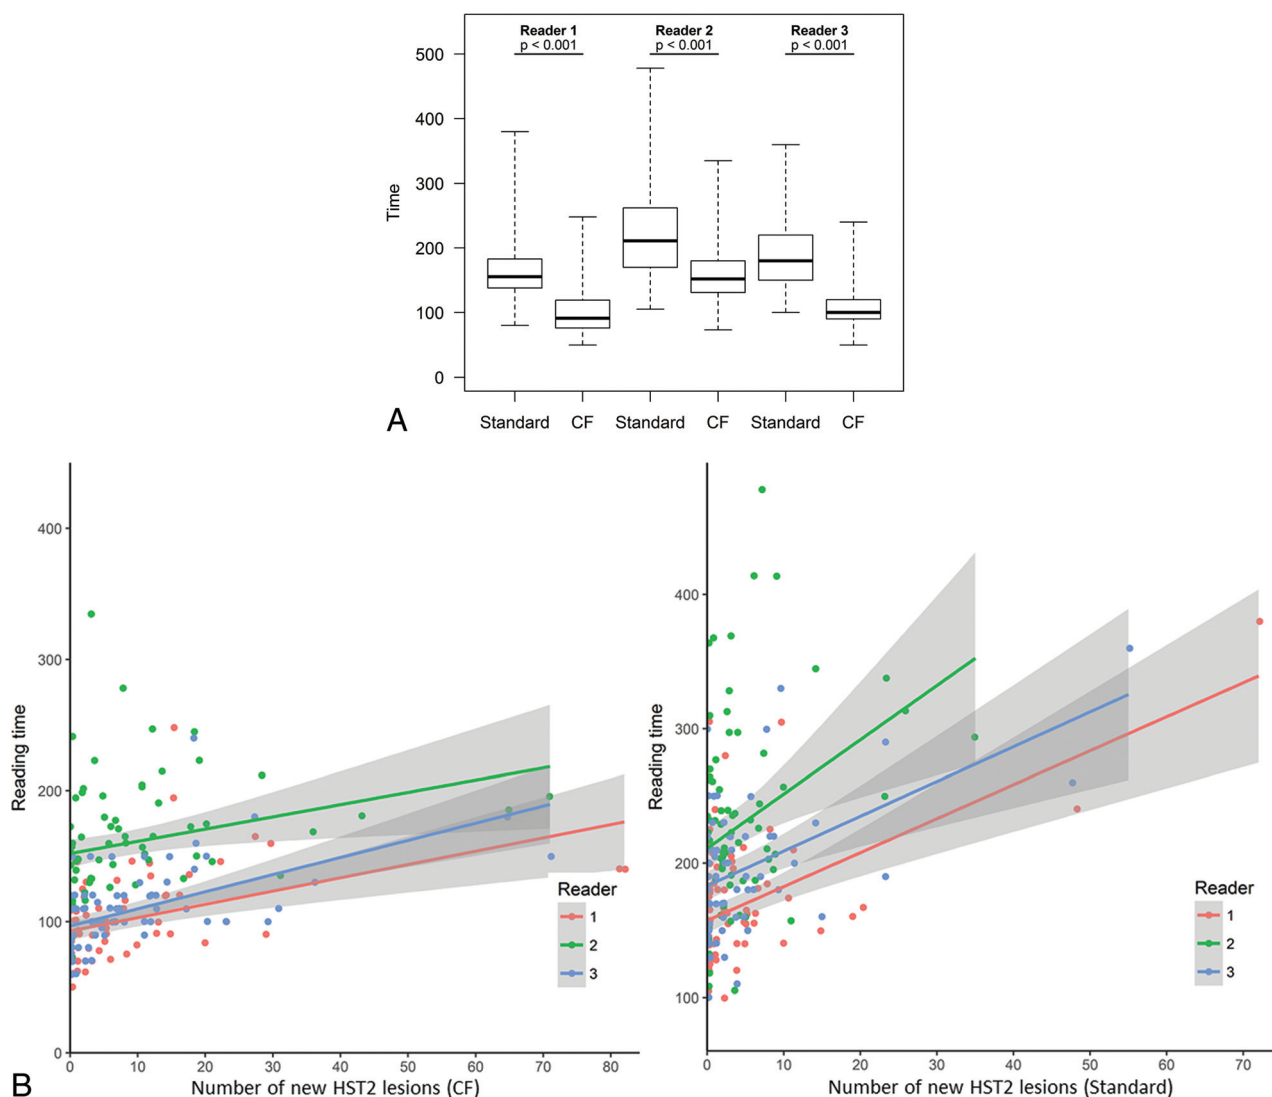 Reader 1 Reader 2 Reader 3
p < 0.001 p < 0.001 p < 0.001
500
400
300
200
100
0
Time
Standard CF Standard CF Standard CF
A
400
300
200
100
0
Reading time
0 10 20 30 40 50 60 70 80
Number of new HST2 lesions (CF)
Reader
1
2
3
400
300
200
100
Reading time
0 10 20 30 40 50 60 70
Number of new HST2 lesions (Standard)
Reader
1
2
3
B